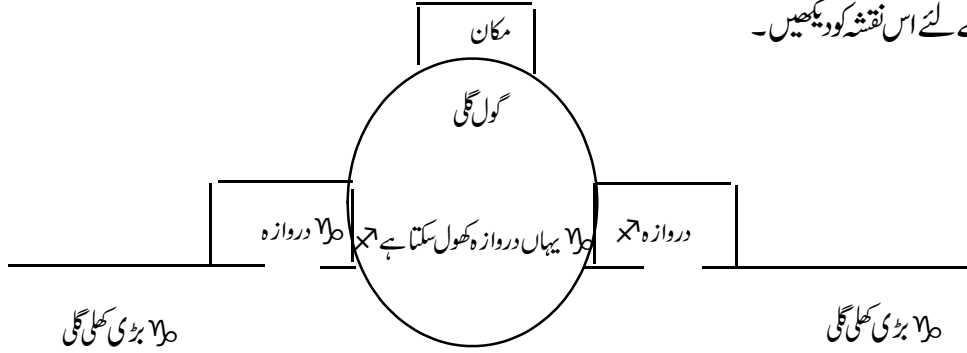 ے لئے اس نقشہ کو دیکھیں۔
مکان
گول گلی
دروازہ ♐ ♑ یہاں دروازہ کھول سکتا ہے ♐ ♑ دروازہ
♑ بڑی کھلی گلی ♑ بڑی کھلی گلی